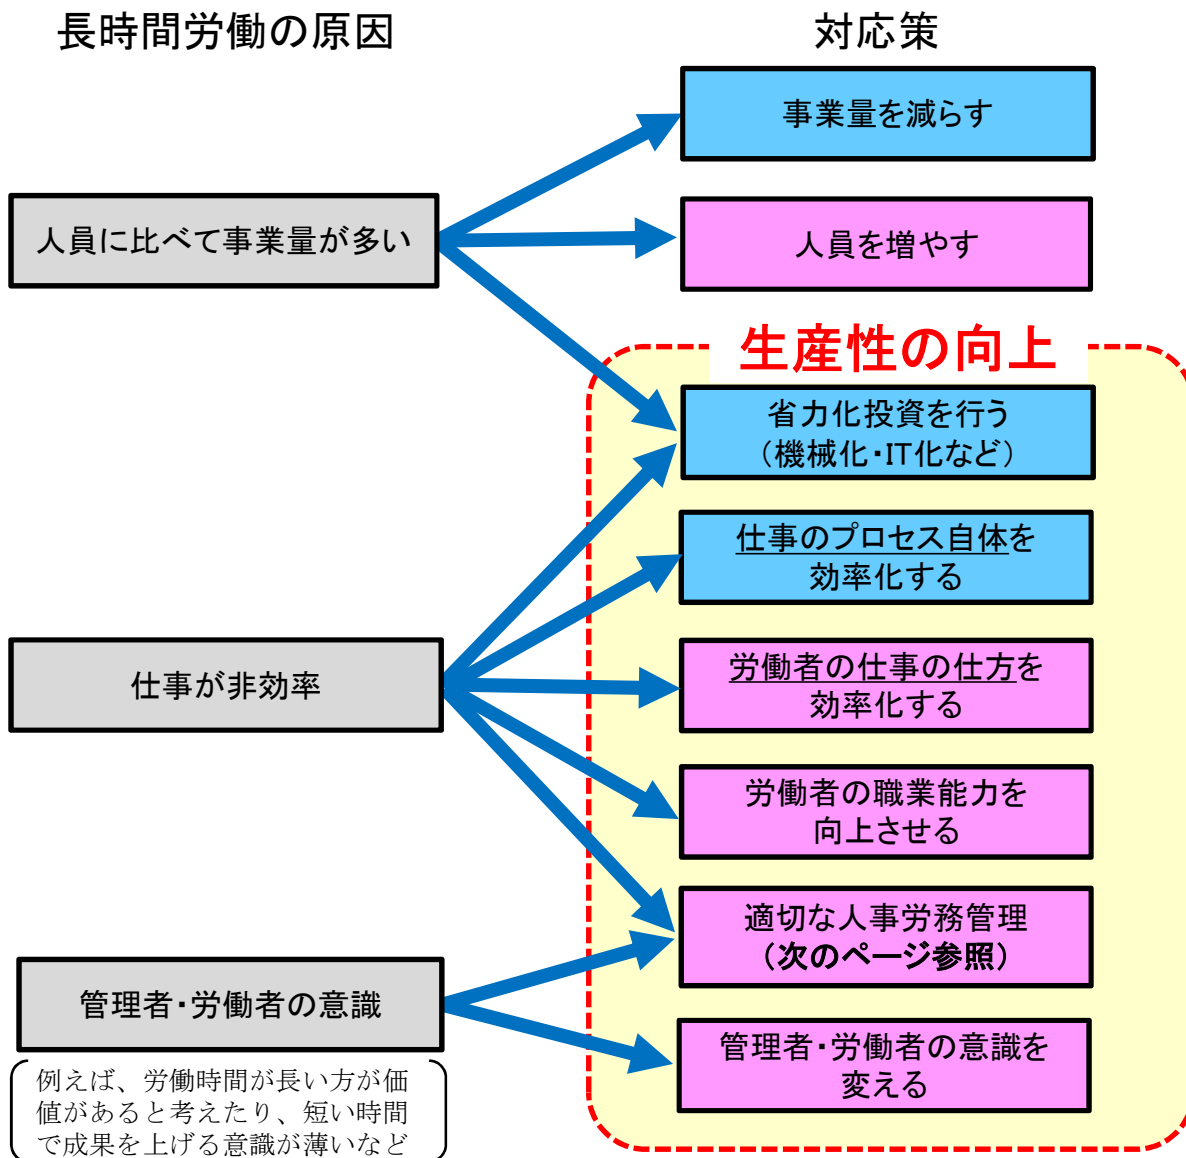 長時間労働の原因
対応策
事業量を減らす
人員に比べて事業量が多い
人員を増やす
生産性の向上
省力化投資を行う
（機械化・IT化など）
仕事のプロセス自体を
効率化する
仕事が非効率
労働者の仕事の仕方を
効率化する
労働者の職業能力を
向上させる
適切な人事労務管理
（次のページ参照）
管理者・労働者の意識
管理者・労働者の意識を
変える
例えば、労働時間が長い方が価
値があると考えたり、短い時間
で成果を上げる意識が薄いなど